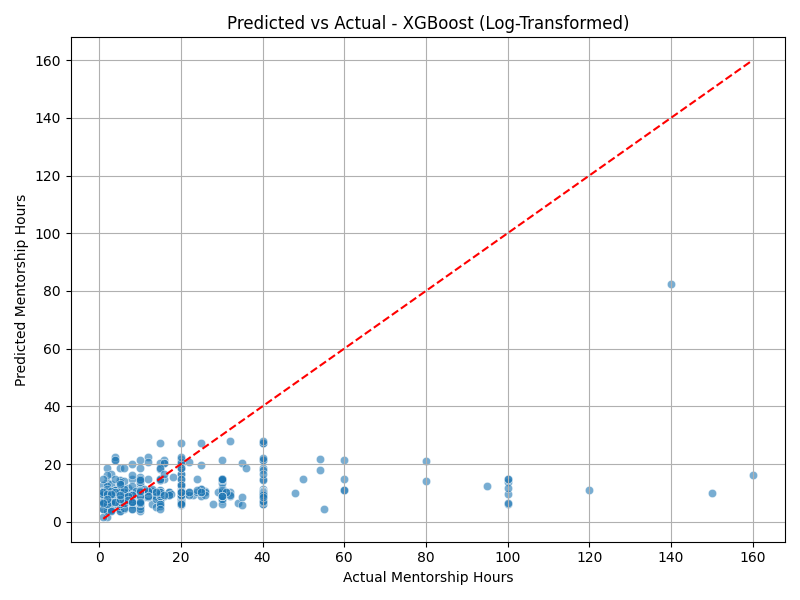 Predicted vs Actual - XGBoost (Log-Transformed)
160
140
120
100
80
60
40
20
0
Predicted Mentorship Hours
0 20 40 60 80 100 120 140 160
Actual Mentorship Hours